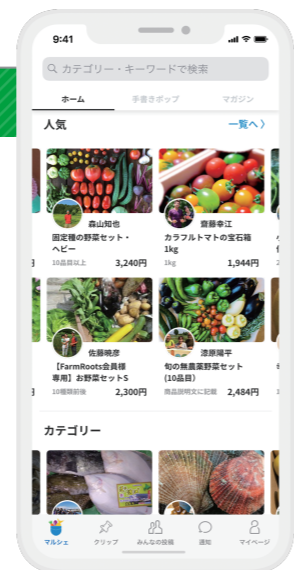 9:41
カテゴリー・キーワードで検索
ホーム 手書きポップ マガジン
人気 一覧へ
森山知也
固定種の野菜セット・
ヘビー
10品目以上 3,240円
齋藤幸江
カラフルトマトの宝石箱
1kg
1kg 1,944円
佐藤暁彦
【FarmRoots会員様
専用】お野菜セットS
10種類前後 2,300円
漆原陽平
旬の無農薬野菜セット
(10品目)
商品説明文に記載 2,484円
カテゴリー
マルシェ クリップ みんなの投稿 通知 マイページ